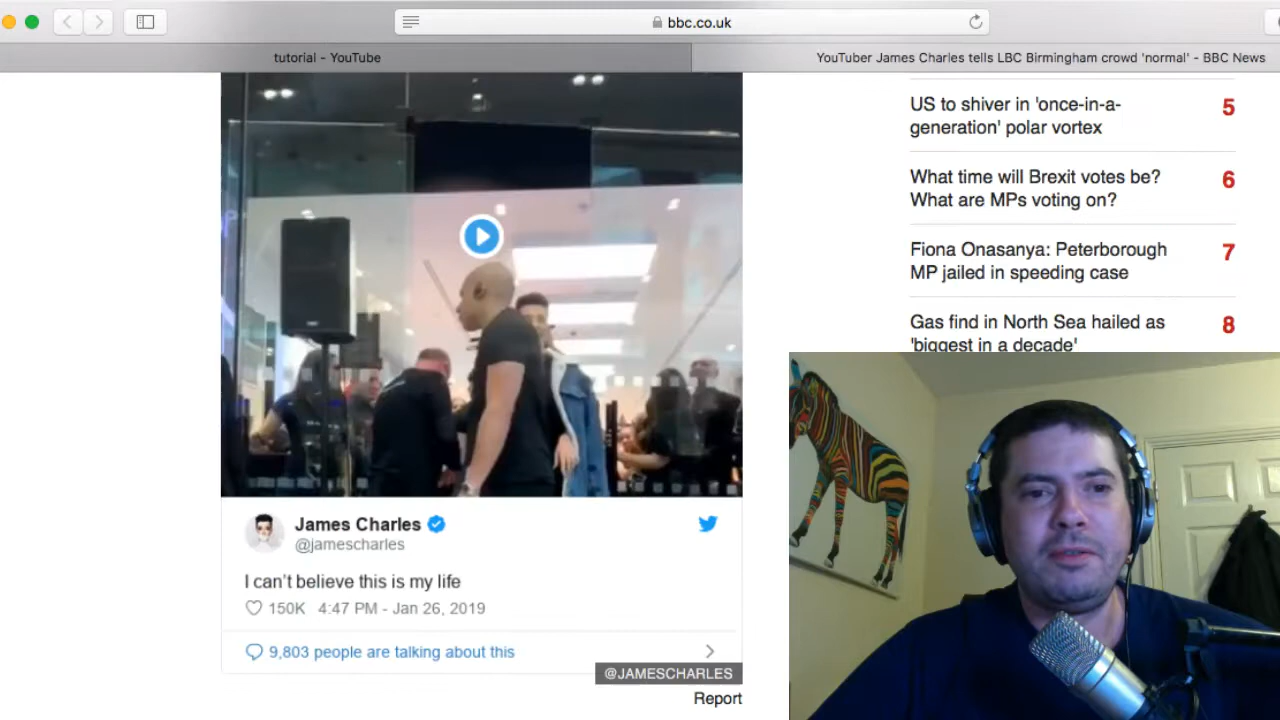 bbc.co.uk
tutorial - YouTube
YouTuber James Charles tells LBC Birmingham crowd 'normal' - BBC News
US to shiver in 'once-in-a-
generation' polar vortex
5
What time will Brexit votes be?
What are MPs voting on?
6
Fiona Onasanya: Peterborough
MP jailed in speeding case
7
Gas find in North Sea hailed as
'biggest in a decade'
8
James Charles
@jamescharles
I can't believe this is my life
150K 4:47 PM - Jan 26, 2019
9,803 people are talking about this
@JAMESCHARLES
Report